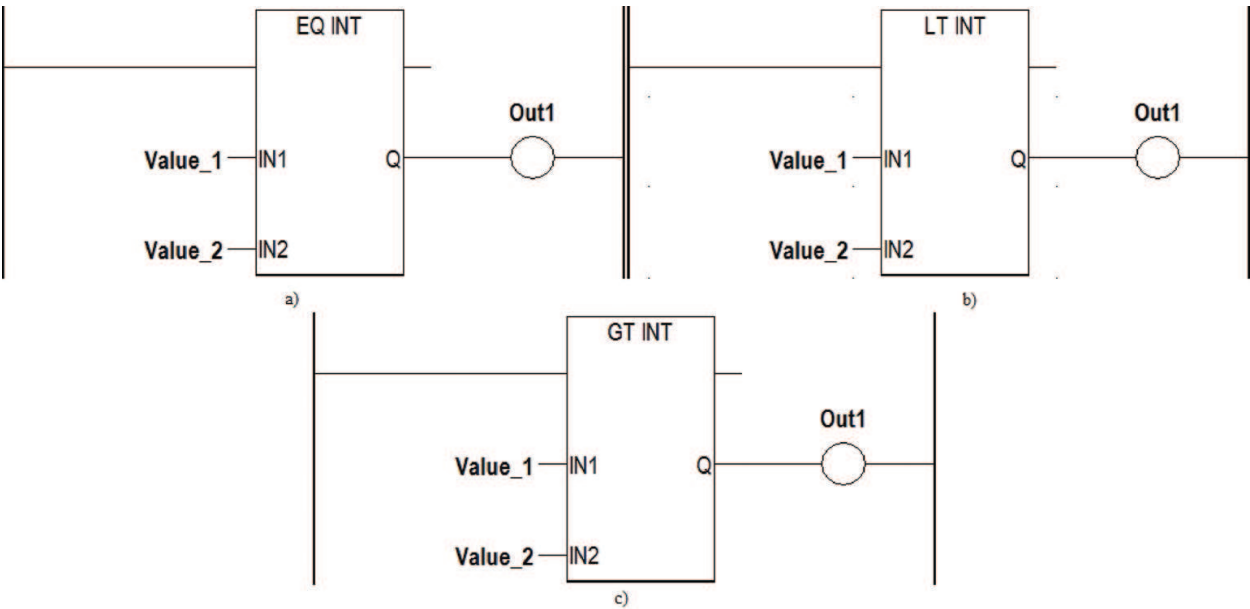 EQ INT
Out1
Value_1 IN1 Q
Value_2 IN2
a)
LT INT
Out1
Value_1 IN1 Q
Value_2 IN2
b)
GT INT
Out1
Value_1 IN1 Q
Value_2 IN2
c)